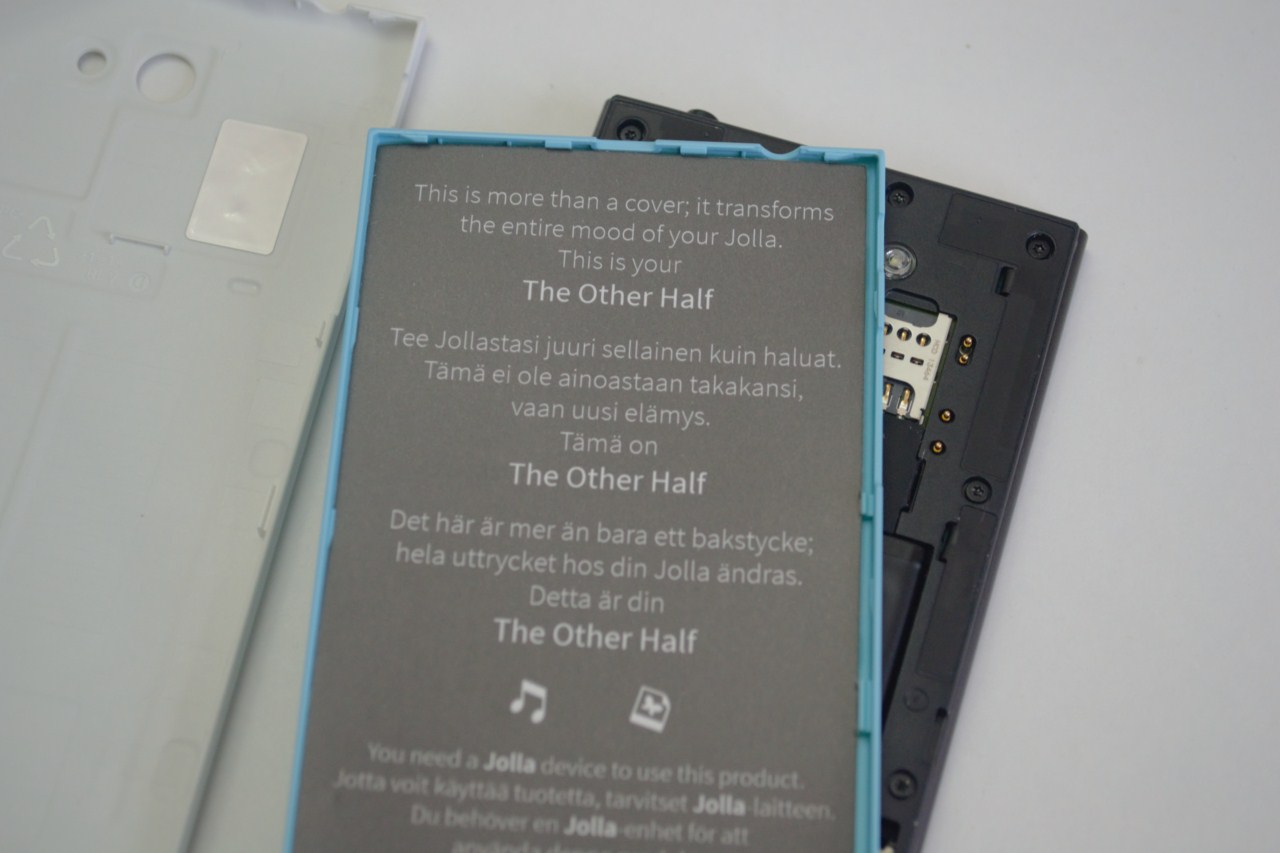 This is more than a cover; it transforms
the entire mood of your Jolla.
This is your
The Other Half
Tee Jollastasi juuri sellainen kuin haluat.
Tämä ei ole ainoastaan takakansi,
vaan uusi elämys.
Tämä on
The Other Half
Det här är mer än bara ett bakstycke;
hela uttrycket hos din Jolla ändras.
Detta är din
The Other Half
You need a Jolla device to use this product.
Jotta voit käyttää tuotetta, tarvitset Jolla-laitteen.
Du behöver en Jolla-enhet för att
använda